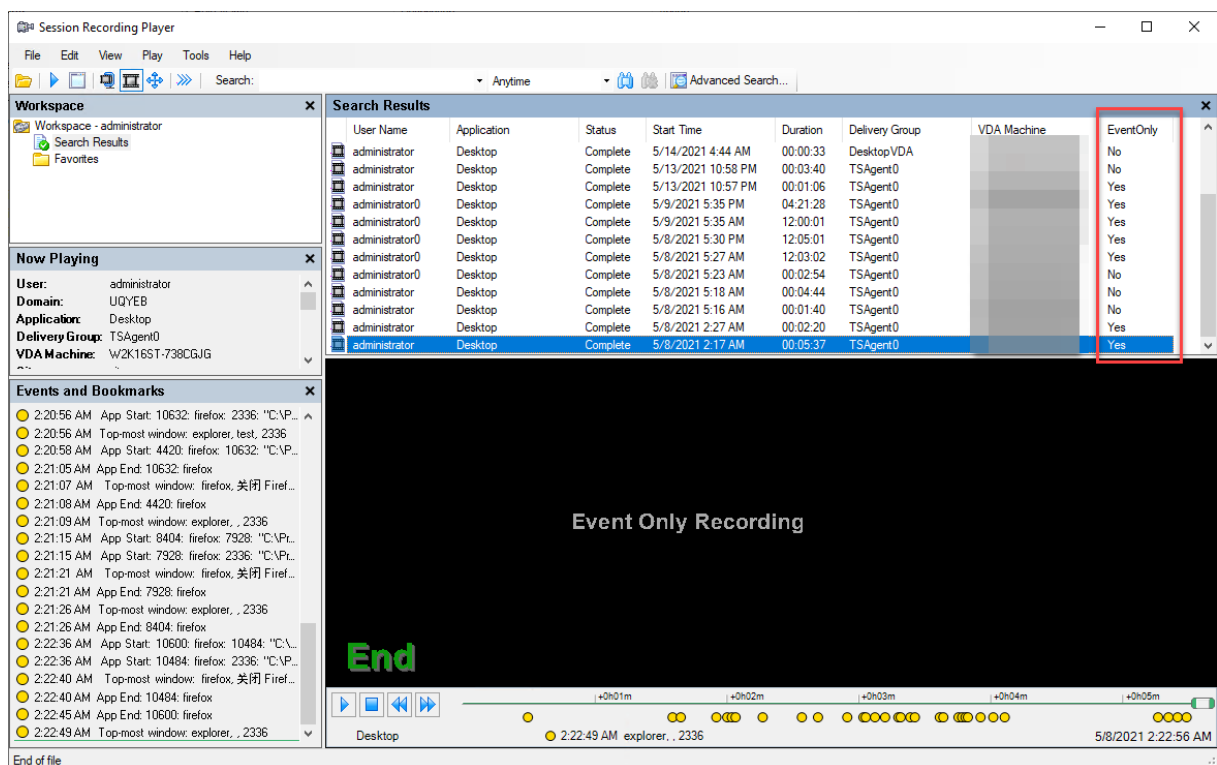 Session Recording Player
File Edit View Play Tools Help
Search: Anytime Advanced Search...
Workspace
Workspace - administrator
Search Results
Favorites
Now Playing
User: administrator
Domain: UQYEB
Application: Desktop
Delivery Group: TSAgent0
VDA Machine: W2K16ST-738CGJG
Events and Bookmarks
2:20:56 AM App Start: 10632: firefox: 2336: "C:\P...
2:20:56 AM Top-most window: explorer, test, 2336
2:20:58 AM App Start: 4420: firefox: 10632: "C:\P...
2:21:05 AM App End: 10632: firefox
2:21:07 AM Top-most window: firefox, 关闭 Firef...
2:21:08 AM App End: 4420: firefox
2:21:09 AM Top-most window: explorer, , 2336
2:21:15 AM App Start: 8404: firefox: 7928: "C:\Pr...
2:21:15 AM App Start: 7928: firefox: 2336: "C:\Pr...
2:21:21 AM Top-most window: firefox, 关闭 Firef...
2:21:21 AM App End: 7928: firefox
2:21:26 AM Top-most window: explorer, , 2336
2:21:26 AM App End: 8404: firefox
2:22:36 AM App Start: 10600: firefox: 10484: "C:\...
2:22:36 AM App Start: 10484: firefox: 2336: "C:\P...
2:22:40 AM Top-most window: firefox, 关闭 Firef...
2:22:40 AM App End: 10484: firefox
2:22:45 AM App End: 10600: firefox
2:22:49 AM Top-most window: explorer, , 2336
Search Results
User Name Application Status Start Time Duration Delivery Group VDA Machine EventOnly
administrator Desktop Complete 5/14/2021 4:44 AM 00:00:33 DesktopVDA No
administrator Desktop Complete 5/13/2021 10:58 PM 00:03:40 TSAgent0 No
administrator Desktop Complete 5/13/2021 10:57 PM 00:01:06 TSAgent0 Yes
administrator0 Desktop Complete 5/9/2021 5:35 PM 04:21:28 TSAgent0 Yes
administrator0 Desktop Complete 5/9/2021 5:35 AM 12:00:01 TSAgent0 Yes
administrator0 Desktop Complete 5/8/2021 5:30 PM 12:05:01 TSAgent0 Yes
administrator0 Desktop Complete 5/8/2021 5:27 AM 12:03:02 TSAgent0 Yes
administrator0 Desktop Complete 5/8/2021 5:23 AM 00:02:54 TSAgent0 No
administrator Desktop Complete 5/8/2021 5:18 AM 00:04:44 TSAgent0 No
administrator Desktop Complete 5/8/2021 5:16 AM 00:01:40 TSAgent0 No
administrator Desktop Complete 5/8/2021 2:27 AM 00:02:20 TSAgent0 Yes
administrator Desktop Complete 5/8/2021 2:17 AM 00:05:37 TSAgent0 Yes
Event Only Recording
End
+0h01m +0h02m +0h03m +0h04m +0h05m
Desktop 2:22:49 AM explorer, , 2336 5/8/2021 2:22:56 AM
End of file